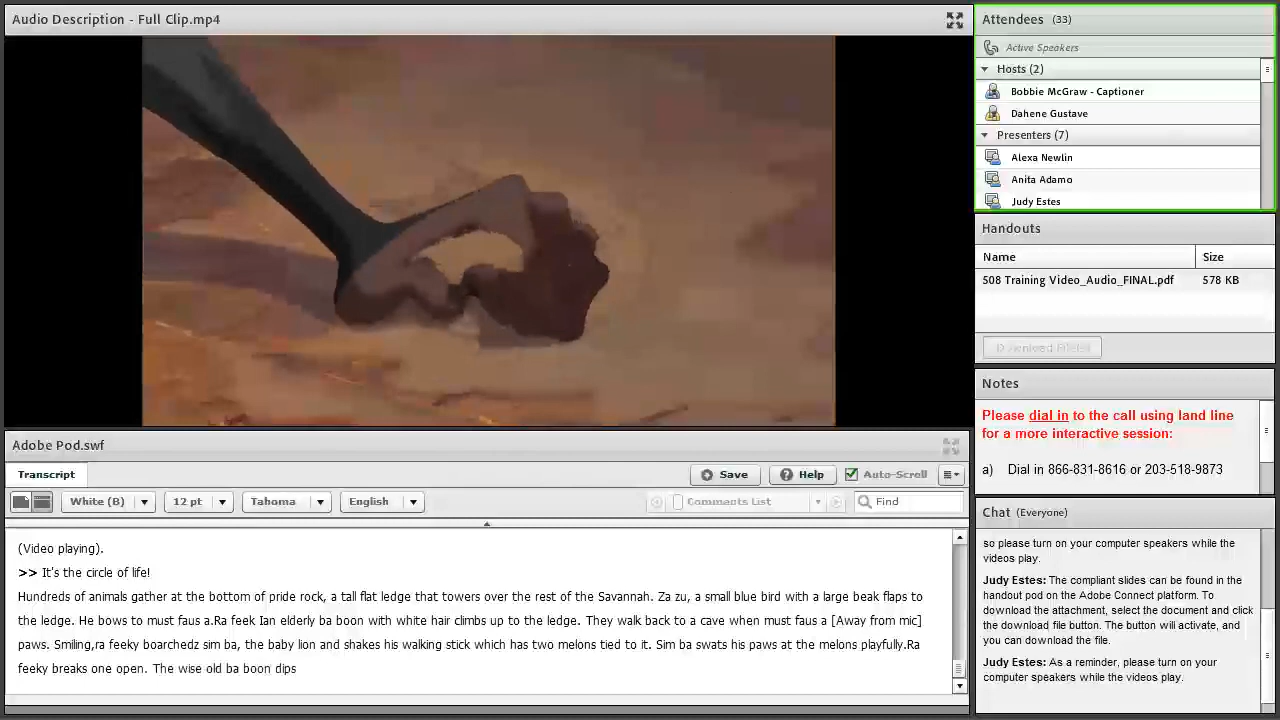 Audio Description - Full Clip.mp4
Adobe Pod.swf
Transcript
Save
Help
Auto-Scroll
White (B)
12 pt
Tahoma
English
Comments List
Find
(Video playing).
>> It's the circle of life!
Hundreds of animals gather at the bottom of pride rock, a tall flat ledge that towers over the rest of the Savannah. Za zu, a small blue bird with a large beak flaps to
the ledge. He bows to must faus a.Ra feek Ian elderly ba boon with white hair climbs up to the ledge. They walk back to a cave when must faus a [Away from mic]
paws. Smiling,ra feeky boarchedz sim ba, the baby lion and shakes his walking stick which has two melons tied to it. Sim ba swats his paws at the melons playfully.Ra
feeky breaks one open. The wise old ba boon dips
Attendees (33)
Active Speakers
Hosts (2)
Bobbie McGraw - Captioner
Dahene Gustave
Presenters (7)
Alexa Newlin
Anita Adamo
Judy Estes
Handouts
Name Size
508 Training Video_Audio_FINAL.pdf 578 KB
Download File(s)
Notes
Please dial in to the call using land line
for a more interactive session:
a) Dial in 866-831-8616 or 203-518-9873
Chat (Everyone)
so please turn on your computer speakers while the
videos play.
Judy Estes: The compliant slides can be found in the
handout pod on the Adobe Connect platform. To
download the attachment, select the document and click
the download file button. The button will activate, and
you can download the file.
Judy Estes: As a reminder, please turn on your
computer speakers while the videos play.